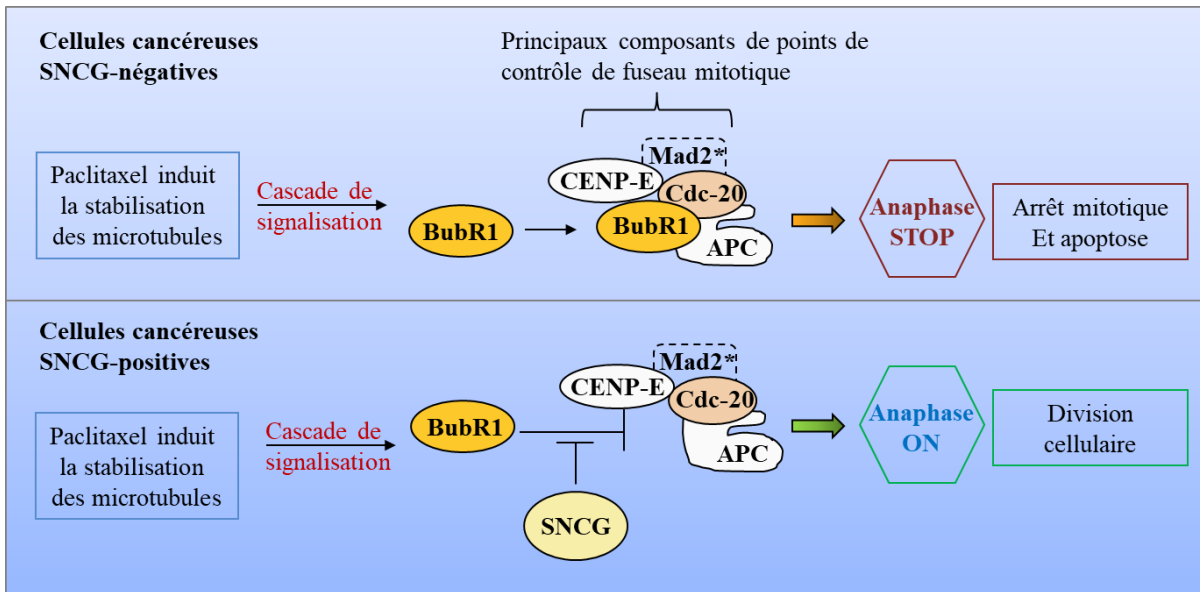 Cellules cancéreuses
SNCG-négatives
Principaux composants de points de
contrôle de fuseau mitotique
Paclitaxel induit
la stabilisation
des microtubules
Cascade de
signalisation
BubR1
Mad2*
CENP-E
Cdc-20
BubR1
APC
Anaphase
STOP
Arrêt mitotique
Et apoptose
Cellules cancéreuses
SNCG-positives
Paclitaxel induit
la stabilisation
des microtubules
Cascade de
signalisation
BubR1
SNCG
Mad2*
CENP-E
Cdc-20
APC
Anaphase
ON
Division
cellulaire